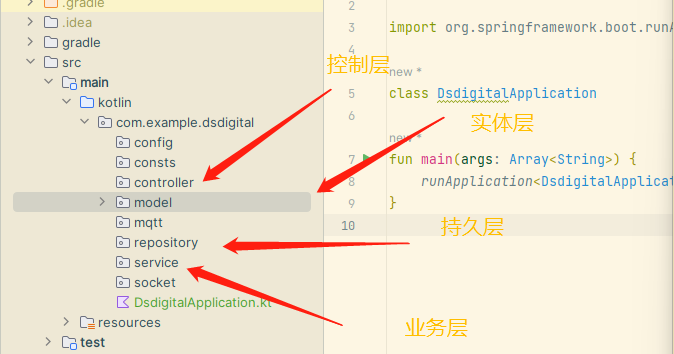 .gradle
.idea
gradle
src
main
kotlin
com.example.dsdigital
config
consts
controller
model
mqtt
repository
service
socket
DsdigitalApplication.kt
resources
test
2
3 import org.springframework.boot.runA
4
new *
5 class DsdigitalApplication
6
new *
7 fun main(args: Array<String>) {
8 runApplication<DsdigitalApplicat
9 }
10
控制层
实体层
持久层
业务层